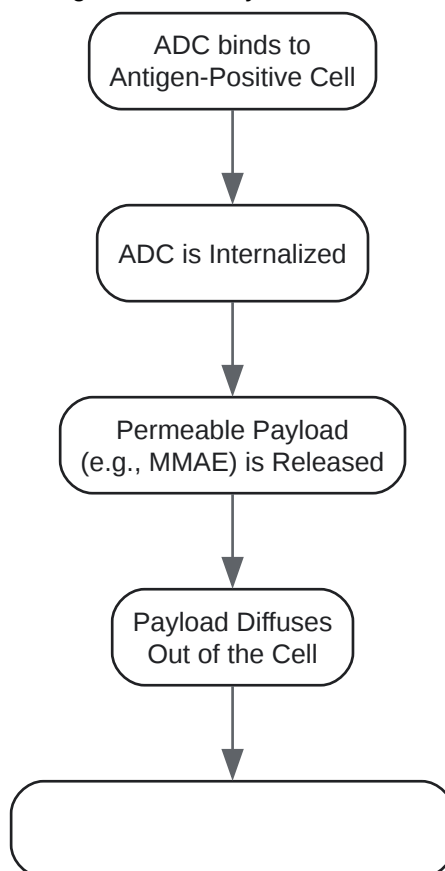 ADC binds to
Antigen-Positive Cell
ADC is Internalized
Permeable Payload
(e.g., MMAE) is Released
Payload Diffuses
Out of the Cell